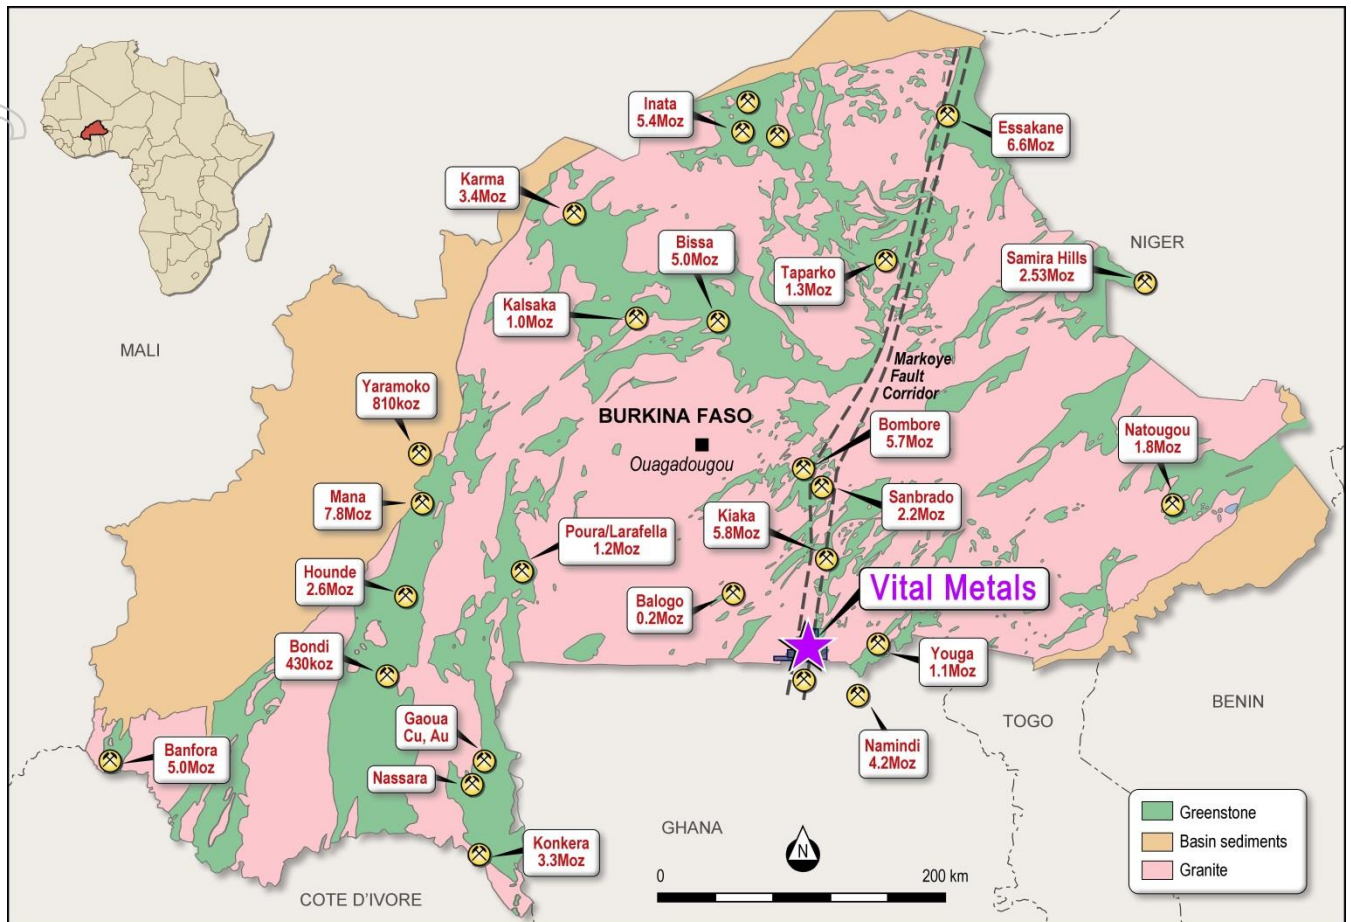 Inata
5.4Moz
Essakane
6.6Moz
Karma
3.4Moz
Bissa
5.0Moz
NIGER
Taparko
1.3Moz
Samira Hills
2.53Moz
Kalsaka
1.0Moz
MALI
Markoye
Fault
Corridor
Yaramoko
810koz
BURKINA FASO
Ouagadougou
Bombore
5.7Moz
Natougou
1.8Moz
Mana
7.8Moz
Sanbrado
2.2Moz
Kiaka
5.8Moz
Poura/Larafella
1.2Moz
Hounde
2.6Moz
Balogo
0.2Moz
Vital Metals
Bondi
430koz
Youga
1.1Moz
BENIN
TOGO
Gaoua
Cu, Au
Banfora
5.0Moz
Namindi
4.2Moz
Nassara
GHANA
Konkera
3.3Moz
COTE D'IVORE
N
0 200 km
Greenstone
Basin sediments
Granite